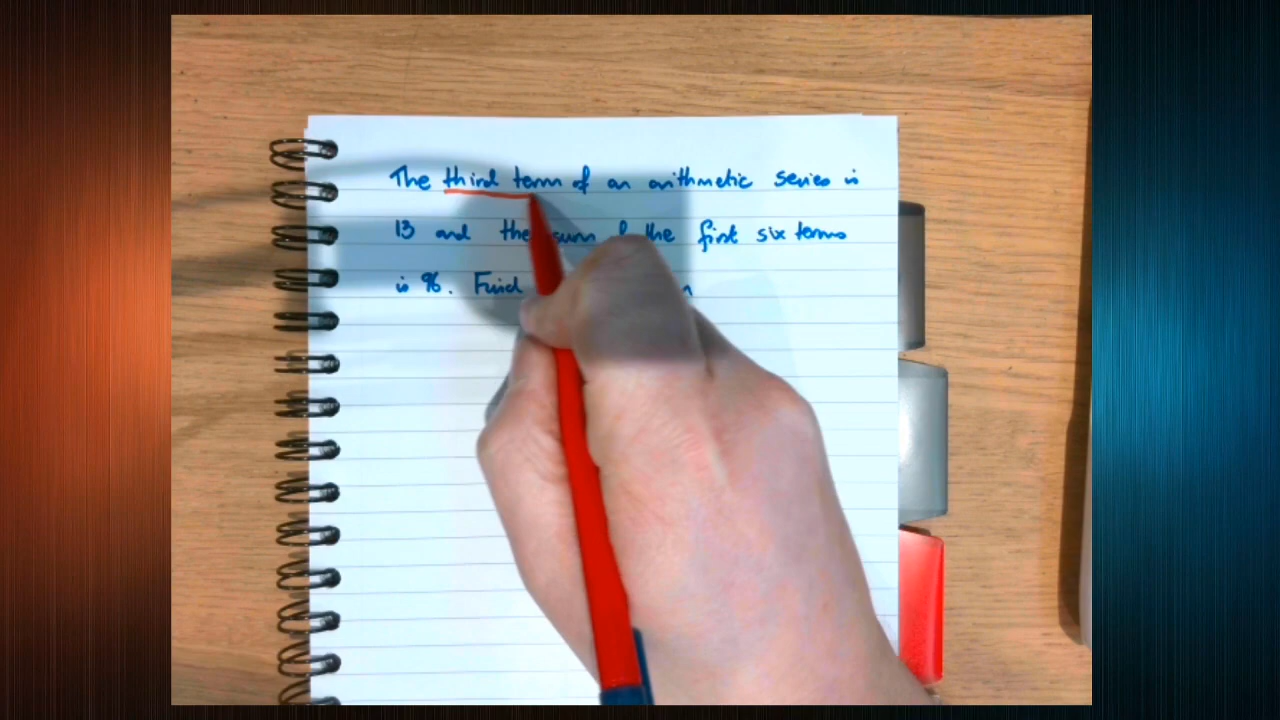 The third term of an arithmetic series is
13 and the sum of the first six terms
is 96. Find